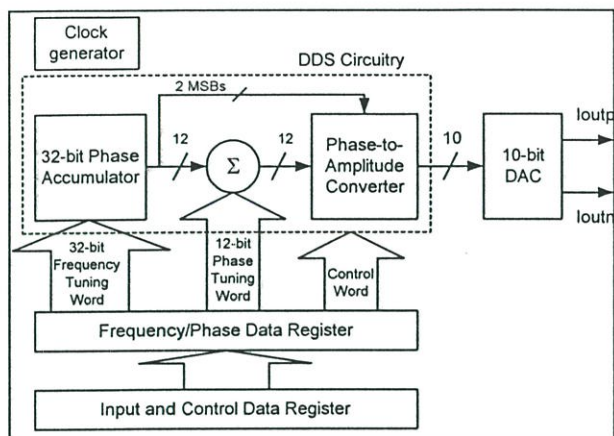 Clock
generator
DDS Circuitry
2 MSBs
32-bit Phase
Accumulator
12
Σ
12
Phase-to-
Amplitude
Converter
10
10-bit
DAC
Ioutp
Ioutn
32-bit
Frequency
Tuning
Word
12-bit
Phase
Tuning
Word
Control
Word
Frequency/Phase Data Register
Input and Control Data Register